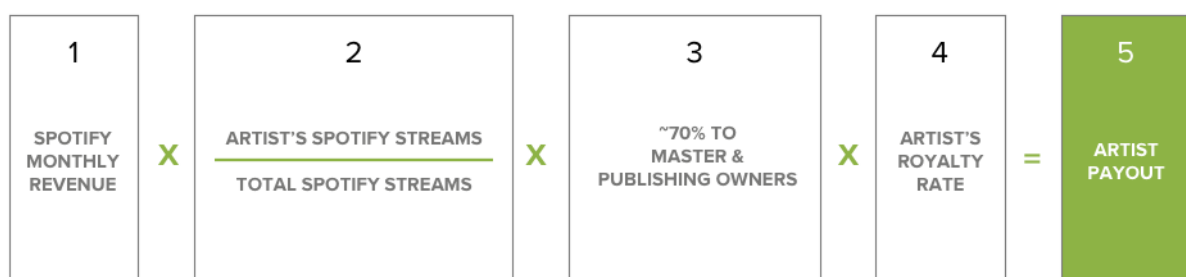 1
SPOTIFY
MONTHLY
REVENUE
X
2
ARTIST'S SPOTIFY STREAMS
TOTAL SPOTIFY STREAMS
X
3
~70% TO
MASTER &
PUBLISHING OWNERS
X
4
ARTIST'S
ROYALTY
RATE
=
5
ARTIST
PAYOUT